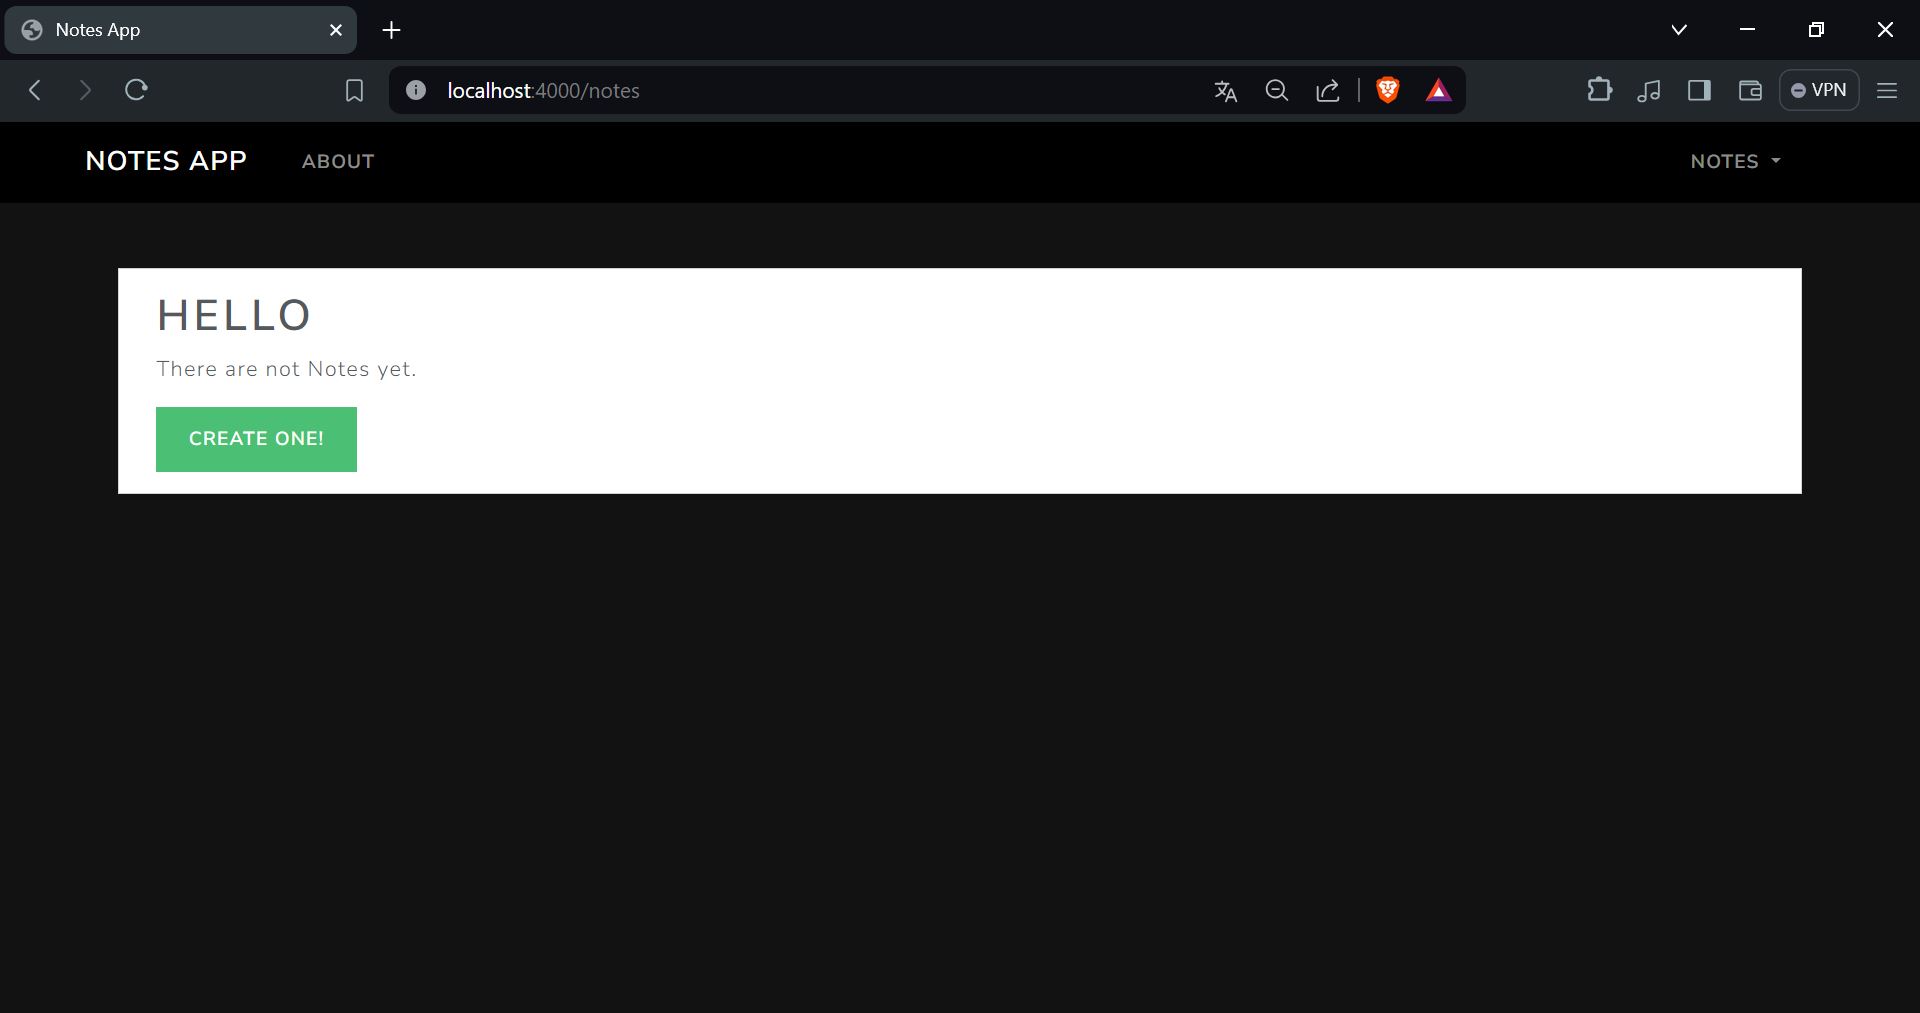 Notes App
localhost:4000/notes
VPN
NOTES APP ABOUT NOTES
HELLO
There are not Notes yet.
CREATE ONE!